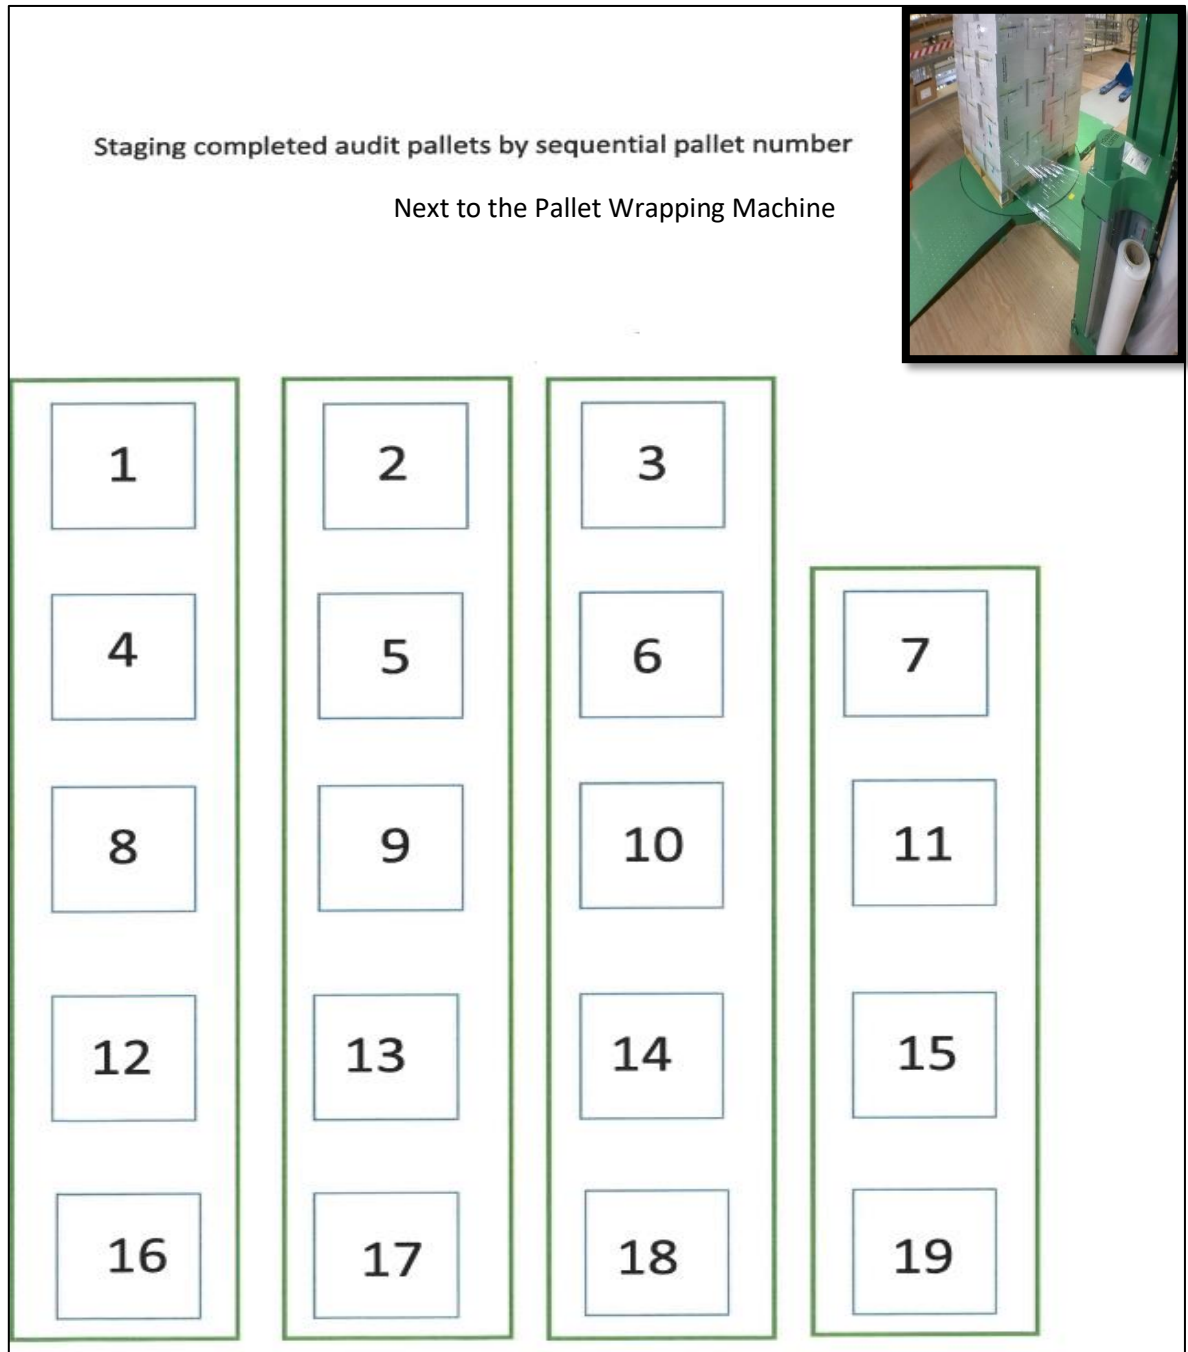 Staging completed audit pallets by sequential pallet number
Next to the Pallet Wrapping Machine
1 2 3
4 5 6 7
8 9 10 11
12 13 14 15
16 17 18 19